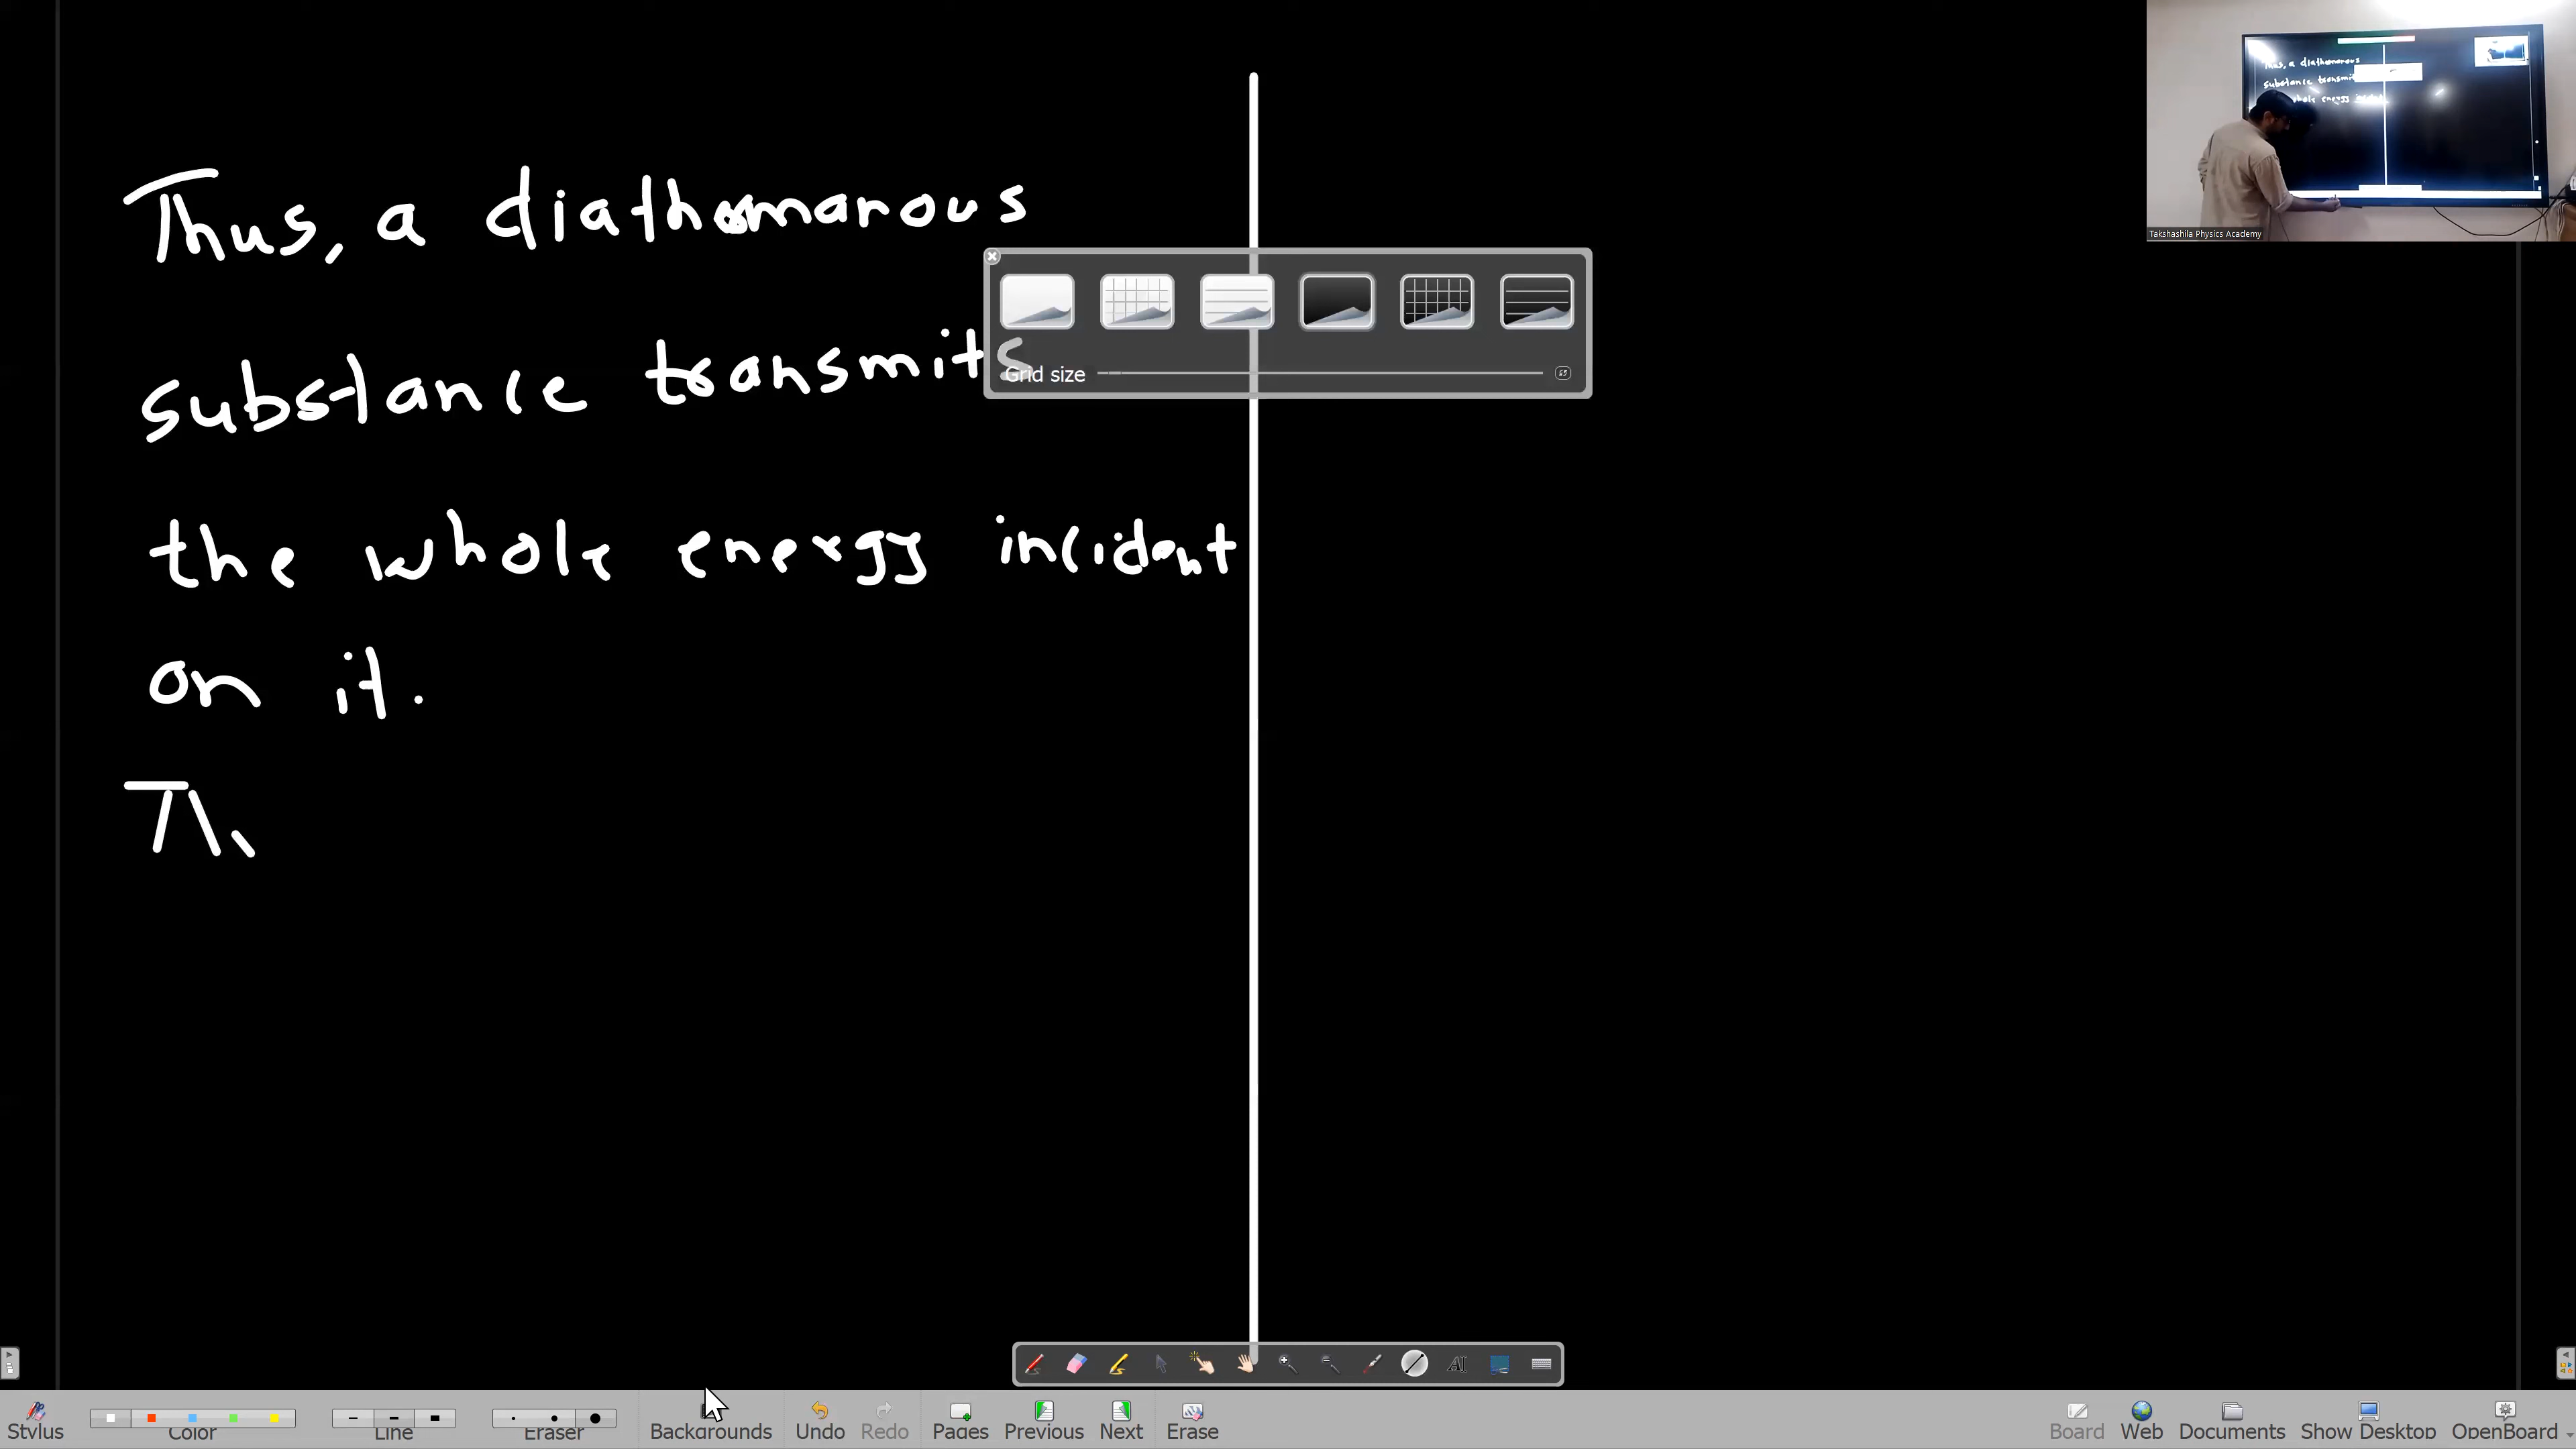 Takshashila Physics Academy
Thus, a diathomarous
substance transmits
the whole energy incident
on it.
Grid size
Stylus
Color
Line
Eraser
Backgrounds
Undo
Redo
Pages
Previous
Next
Erase
Board
Web
Documents
Show Desktop
OpenBoard